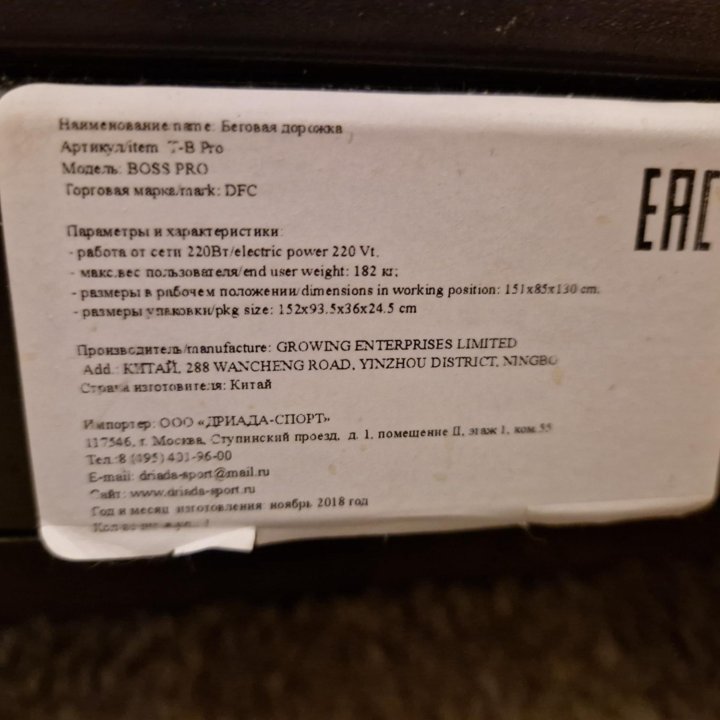 Наименование/name: Беговая дорожка
Артикул/item T-B Pro
Модель: BOSS PRO
Торговая марка/mark: DFC
EAC
Параметры и характеристики:
- работа от сети 220Вт/electric power 220 Vt.
- макс.вес пользователя/end user weight: 182 кг;
- размеры в рабочем положении/dimensions in working position: 151x85x130 cm.
- размеры упаковки/pkg size: 152x93.5x36x24.5 cm
Производитель/manufacture: GROWING ENTERPRISES LIMITED
Add.: КИТАЙ, 288 WANCHENG ROAD, YINZHOU DISTRICT, NINGBO
Страна изготовителя: Китай
Импортер: ООО «ДРИАДА-СПОРТ»
117546, г. Москва, Ступинский проезд, д. 1, помещение II, этаж 1, ком.55
Тел.:8 (495) 401-96-00
E-mail: driada-sport@mail.ru
Сайт: www.driada-sport.ru
Год и месяц изготовления ноябрь 2018 год